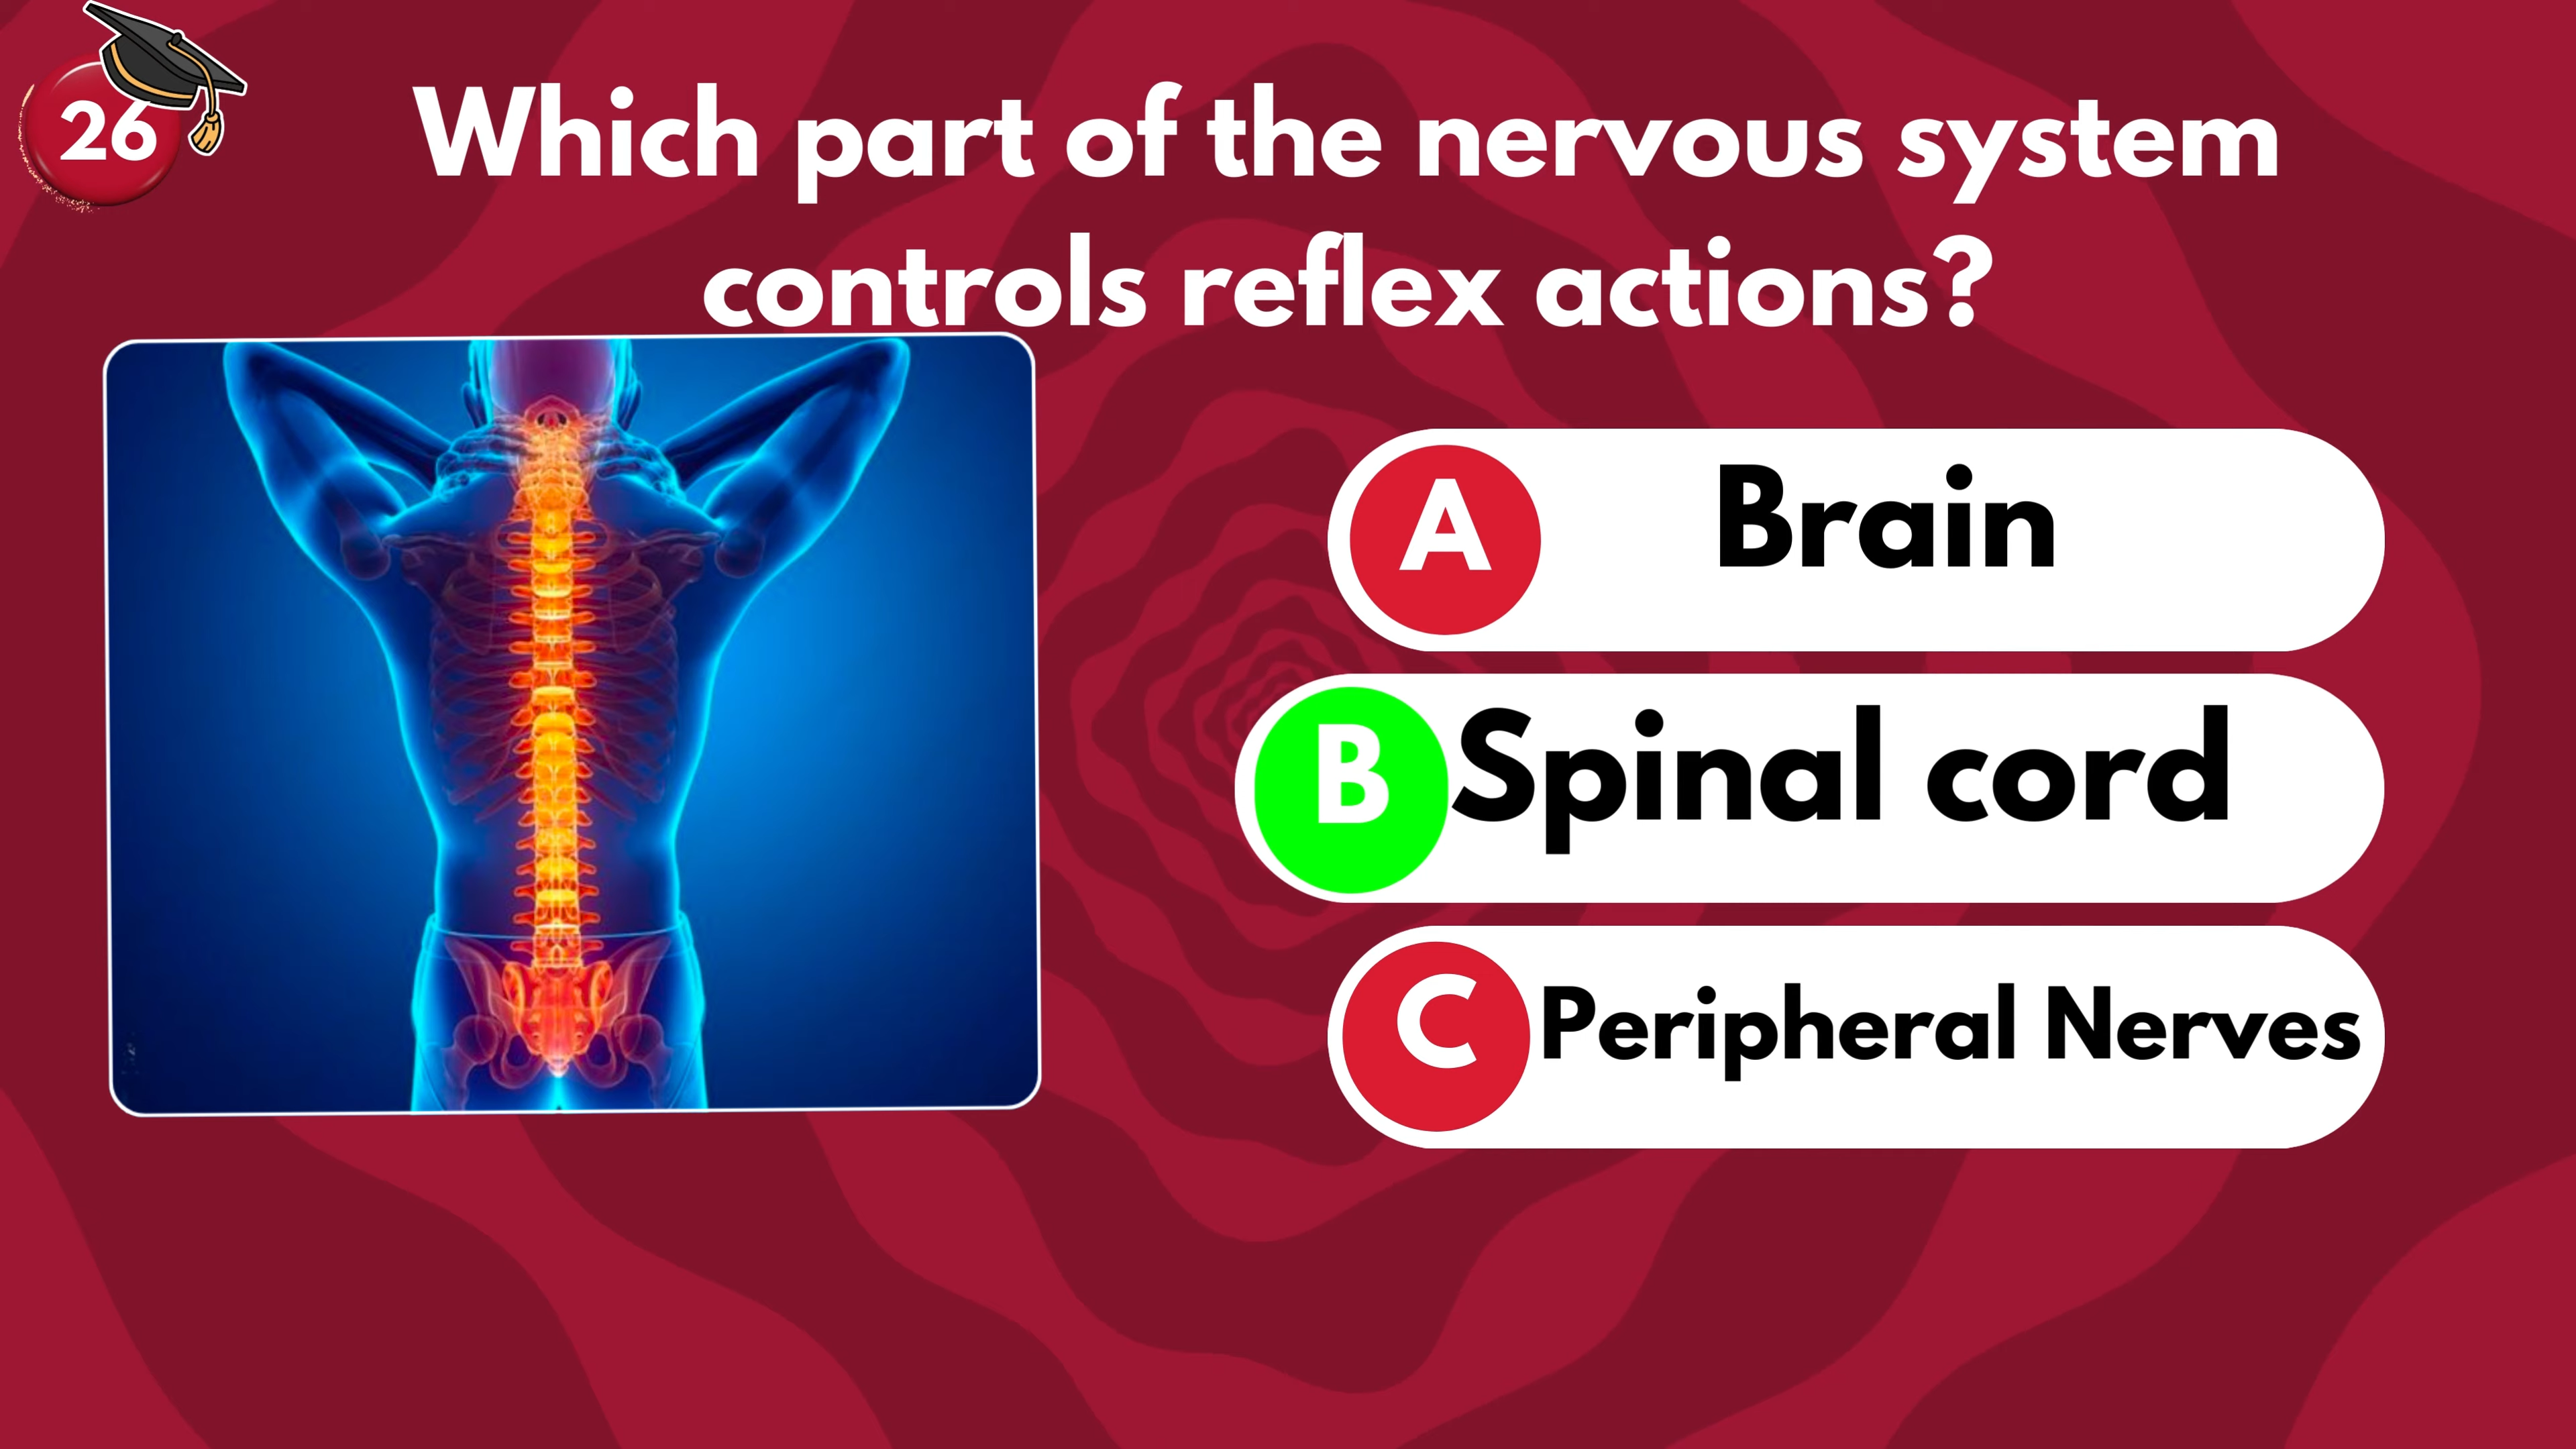 26
Which part of the nervous system
controls reflex actions?
A Brain
B Spinal cord
C Peripheral Nerves